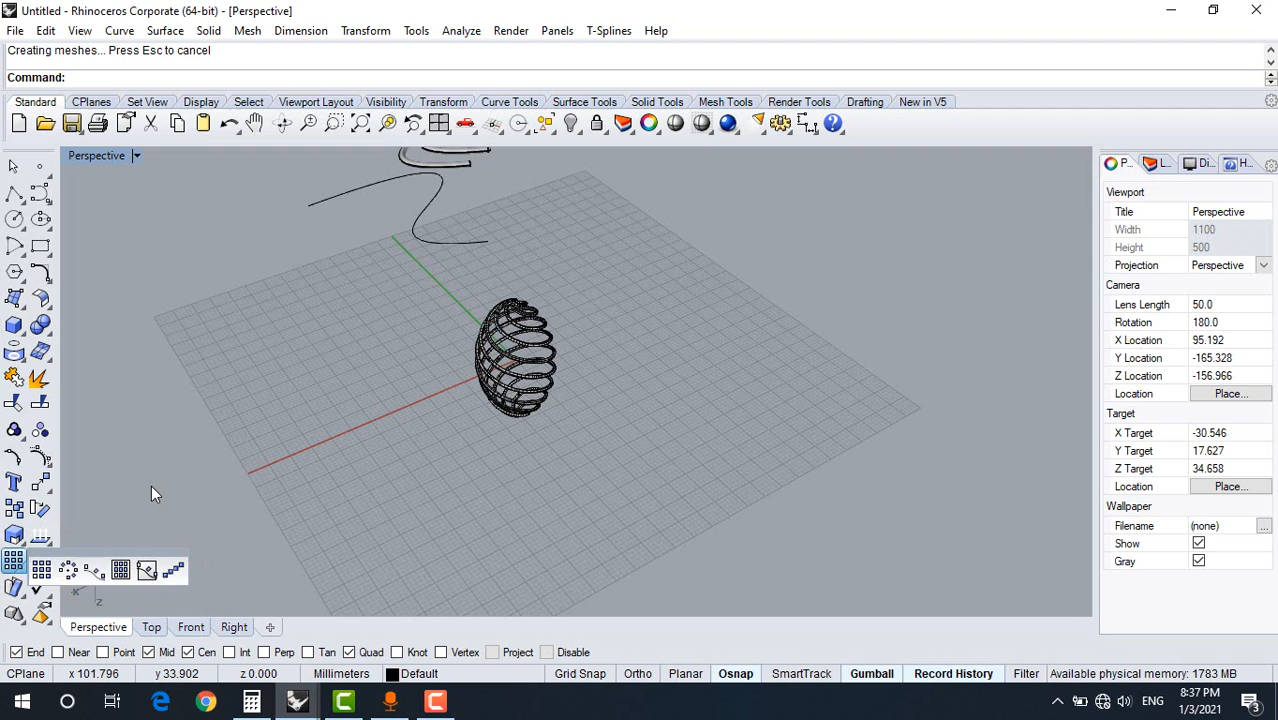 Untitled - Rhinoceros Corporate (64-bit) - [Perspective]
File Edit View Curve Surface Solid Mesh Dimension Transform Tools Analyze Render Panels T-Splines Help
Creating meshes... Press Esc to cancel
Command:
Standard CPlanes Set View Display Select Viewport Layout Visibility Transform Curve Tools Surface Tools Solid Tools Mesh Tools Render Tools Drafting New in V5
Perspective
P... L... Di... H...
Viewport
Title Perspective
Width 1100
Height 500
Projection Perspective
Camera
Lens Length 50.0
Rotation 180.0
X Location 95.192
Y Location -165.328
Z Location -156.966
Location Place...
Target
X Target -30.546
Y Target 17.627
Z Target 34.658
Location Place...
Wallpaper
Filename (none) ...
Show
Gray
x
z
Perspective Top Front Right
End Near Point Mid Cen Int Perp Tan Quad Knot Vertex Project Disable
CPlane x 101.796 y 33.902 z 0.000 Millimeters Default Grid Snap Ortho Planar Osnap SmartTrack Gumball Record History Filter Available physical memory: 1783 MB
ENG
8:37 PM
1/3/2021
3